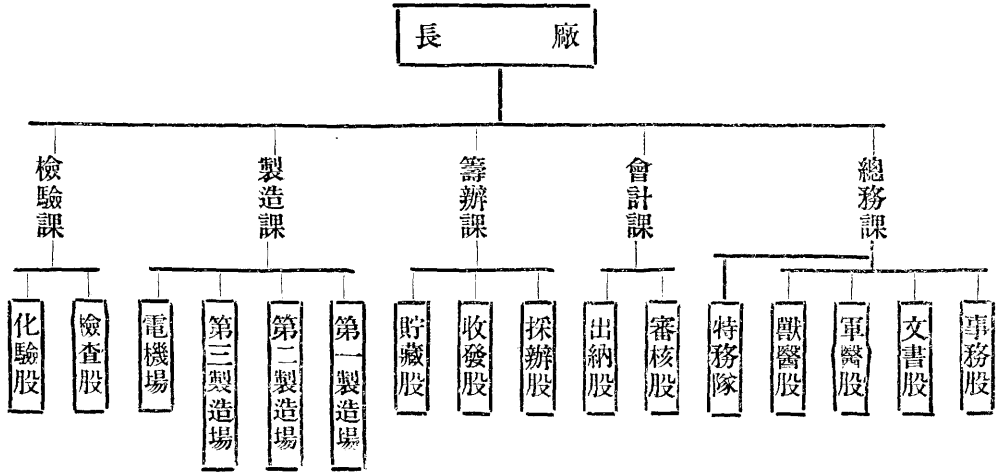 廠長
總務課
會計課
籌辦課
製造課
檢驗課
事務股
文書股
軍醫股
獸醫股
特務隊
審核股
出納股
採辦股
收發股
貯藏股
第一製造場
第二製造場
第三製造場
電機場
檢查股
化驗股